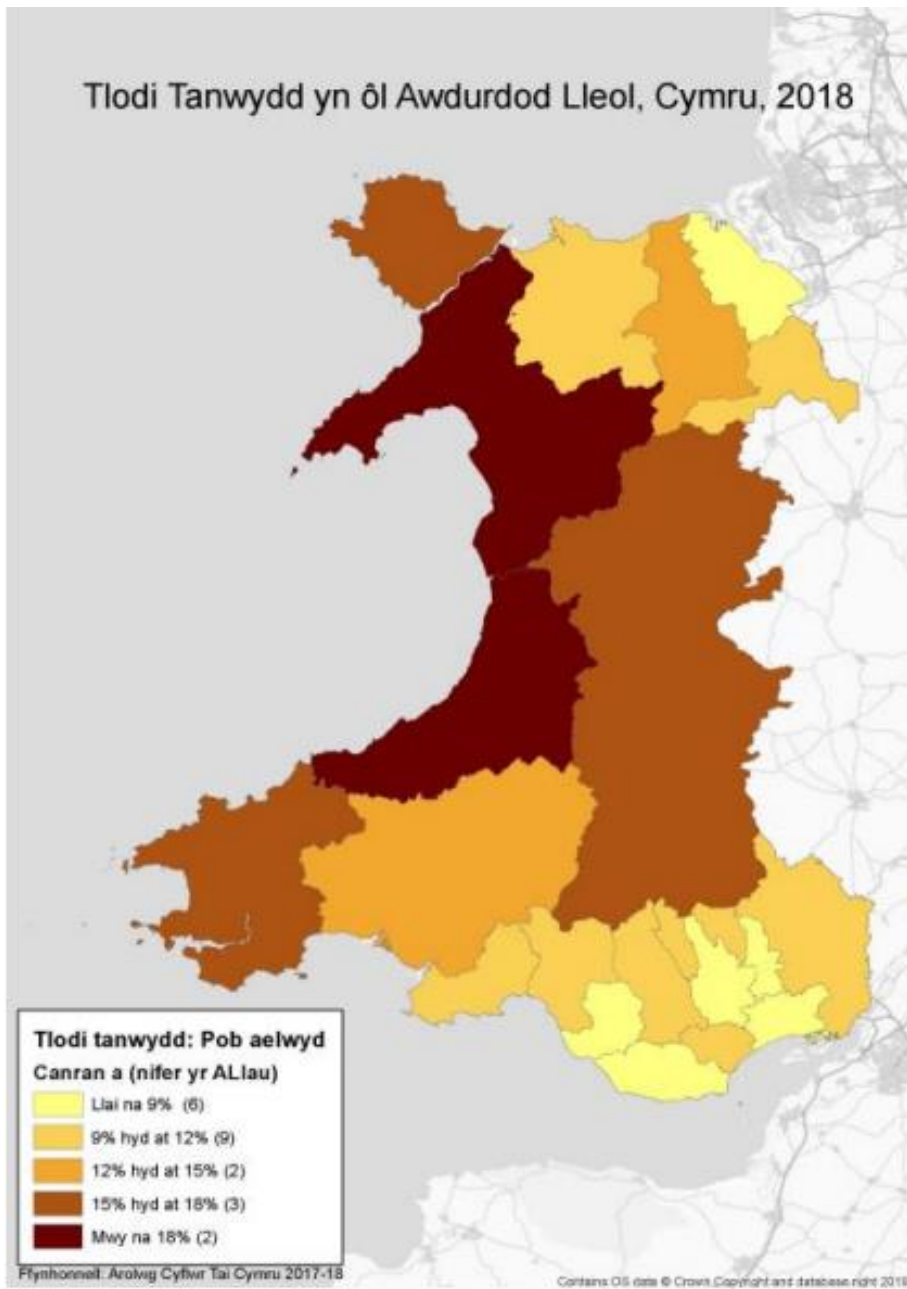 Tlodi Tanwydd yn ôl Awdurdod Lleol, Cymru, 2018
Tlodi tanwydd: Pob aelwyd
Canran a (nifer yr ALlau)
Llai na 9% (6)
9% hyd at 12% (9)
12% hyd at 15% (2)
15% hyd at 18% (3)
Mwy na 18% (2)
Ffynhonnell: Arolwg Cyflwr Tai Cymru 2017-18
Contains OS data © Crown Copyright and database right 2019